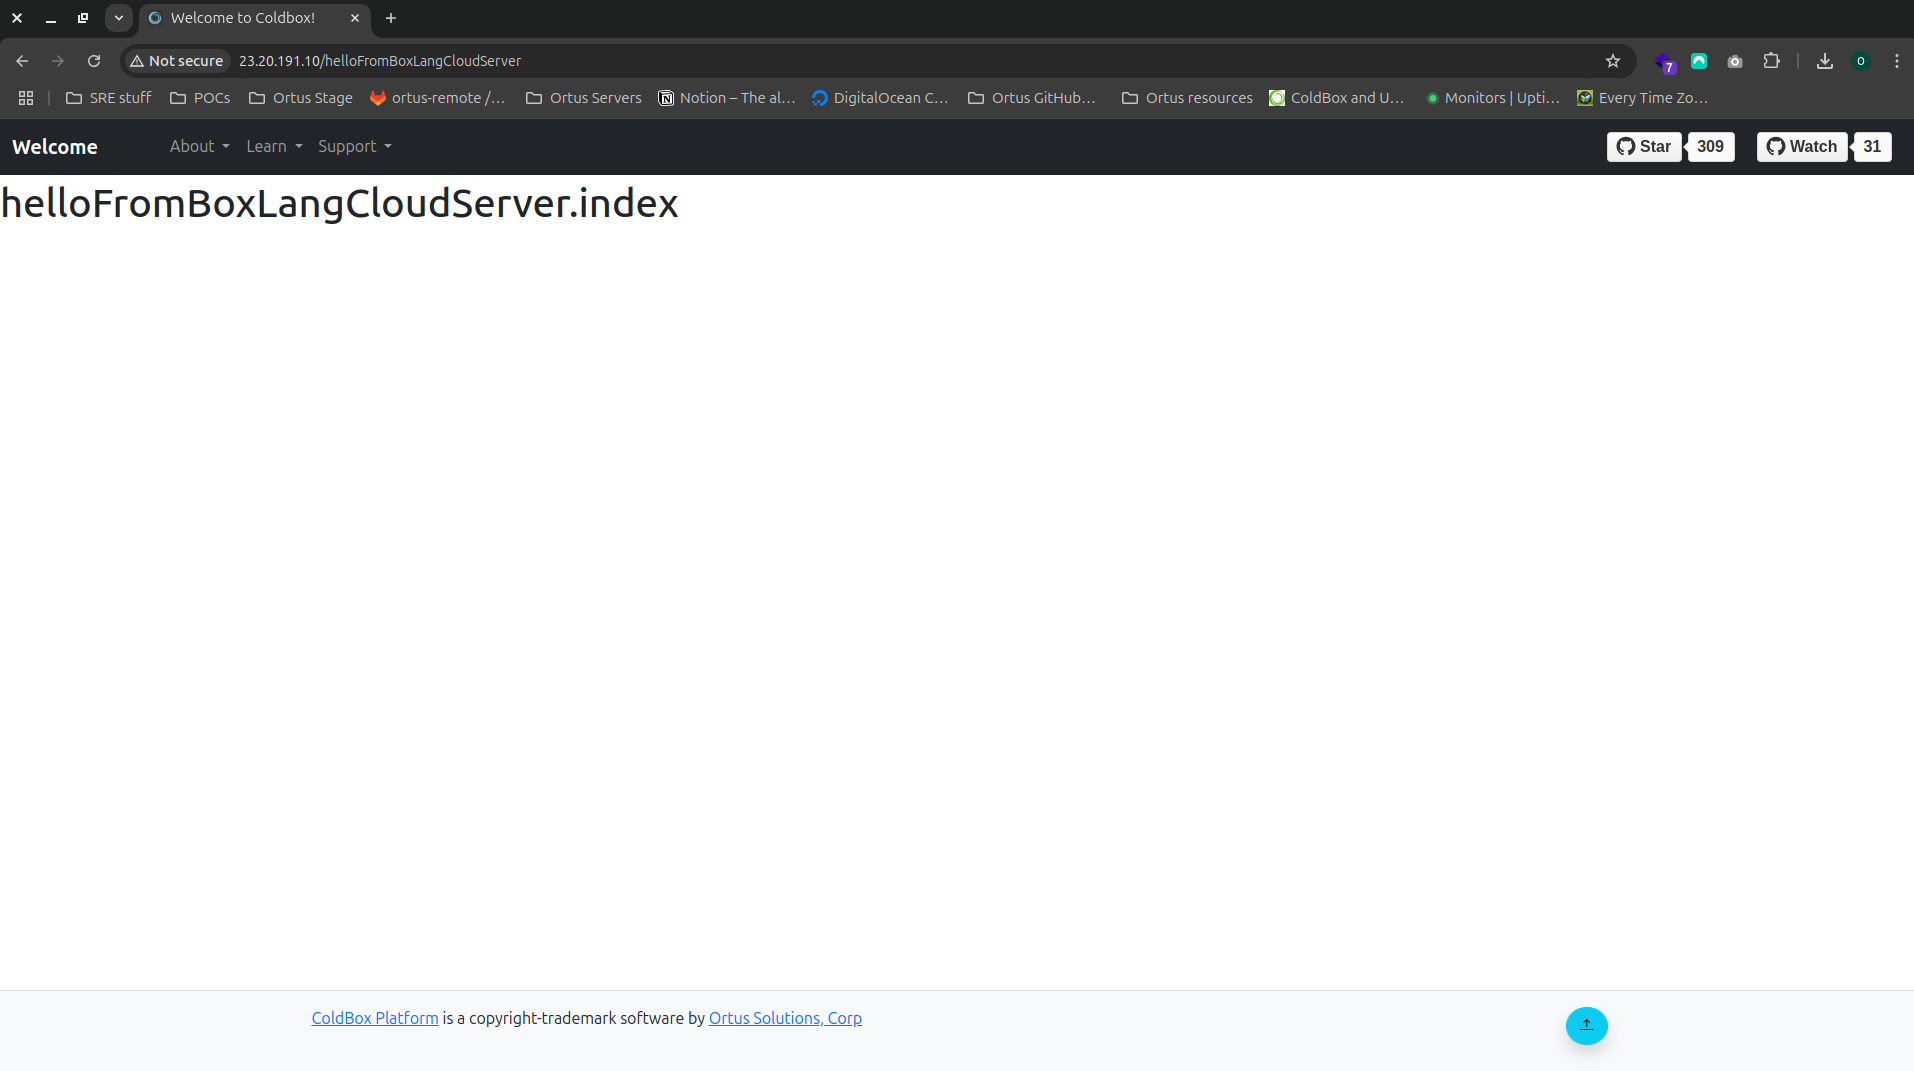 Welcome to Coldbox!
Not secure 23.20.191.10/helloFromBoxLangCloudServer 7 O
SRE stuff POCs Ortus Stage ortus-remote /… Ortus Servers Notion – The al… DigitalOcean C… Ortus GitHub… Ortus resources ColdBox and U… Monitors | Upti… Every Time Zo…
Welcome About Learn Support Star 309 Watch 31
helloFromBoxLangCloudServer.index
ColdBox Platform is a copyright-trademark software by Ortus Solutions, Corp